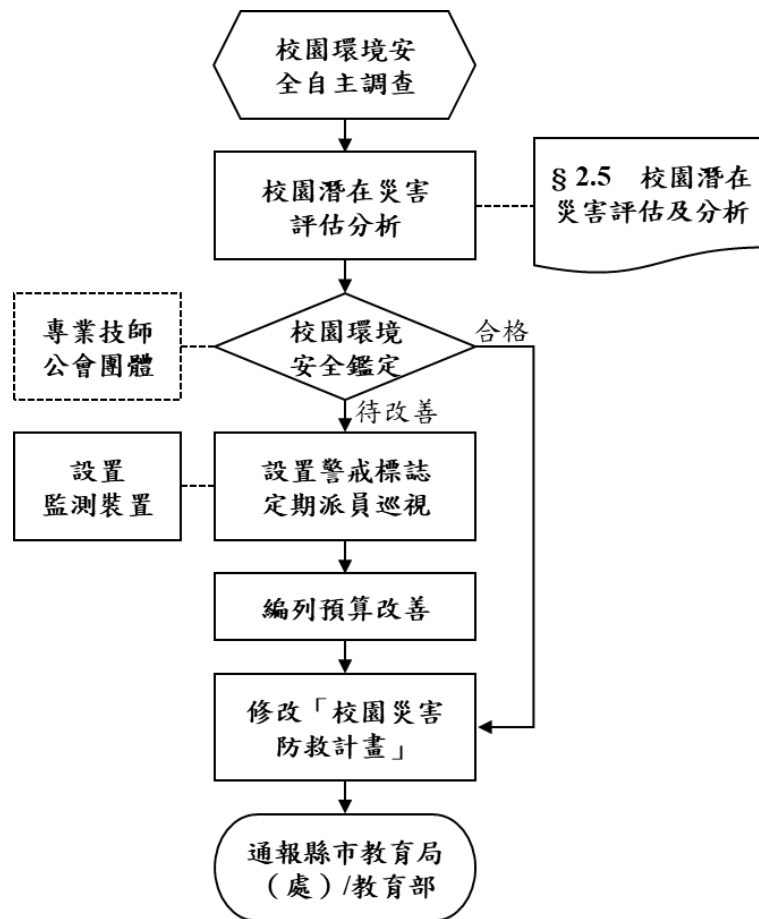 校園環境安
全自主調查
校園潛在災害
評估分析
§ 2.5 校園潛在
災害評估及分析
專業技師
公會團體
校園環境
安全鑑定
合格
待改善
設置
監測裝置
設置警戒標誌
定期派員巡視
編列預算改善
修改「校園災害
防救計畫」
通報縣市教育局
（處）/教育部